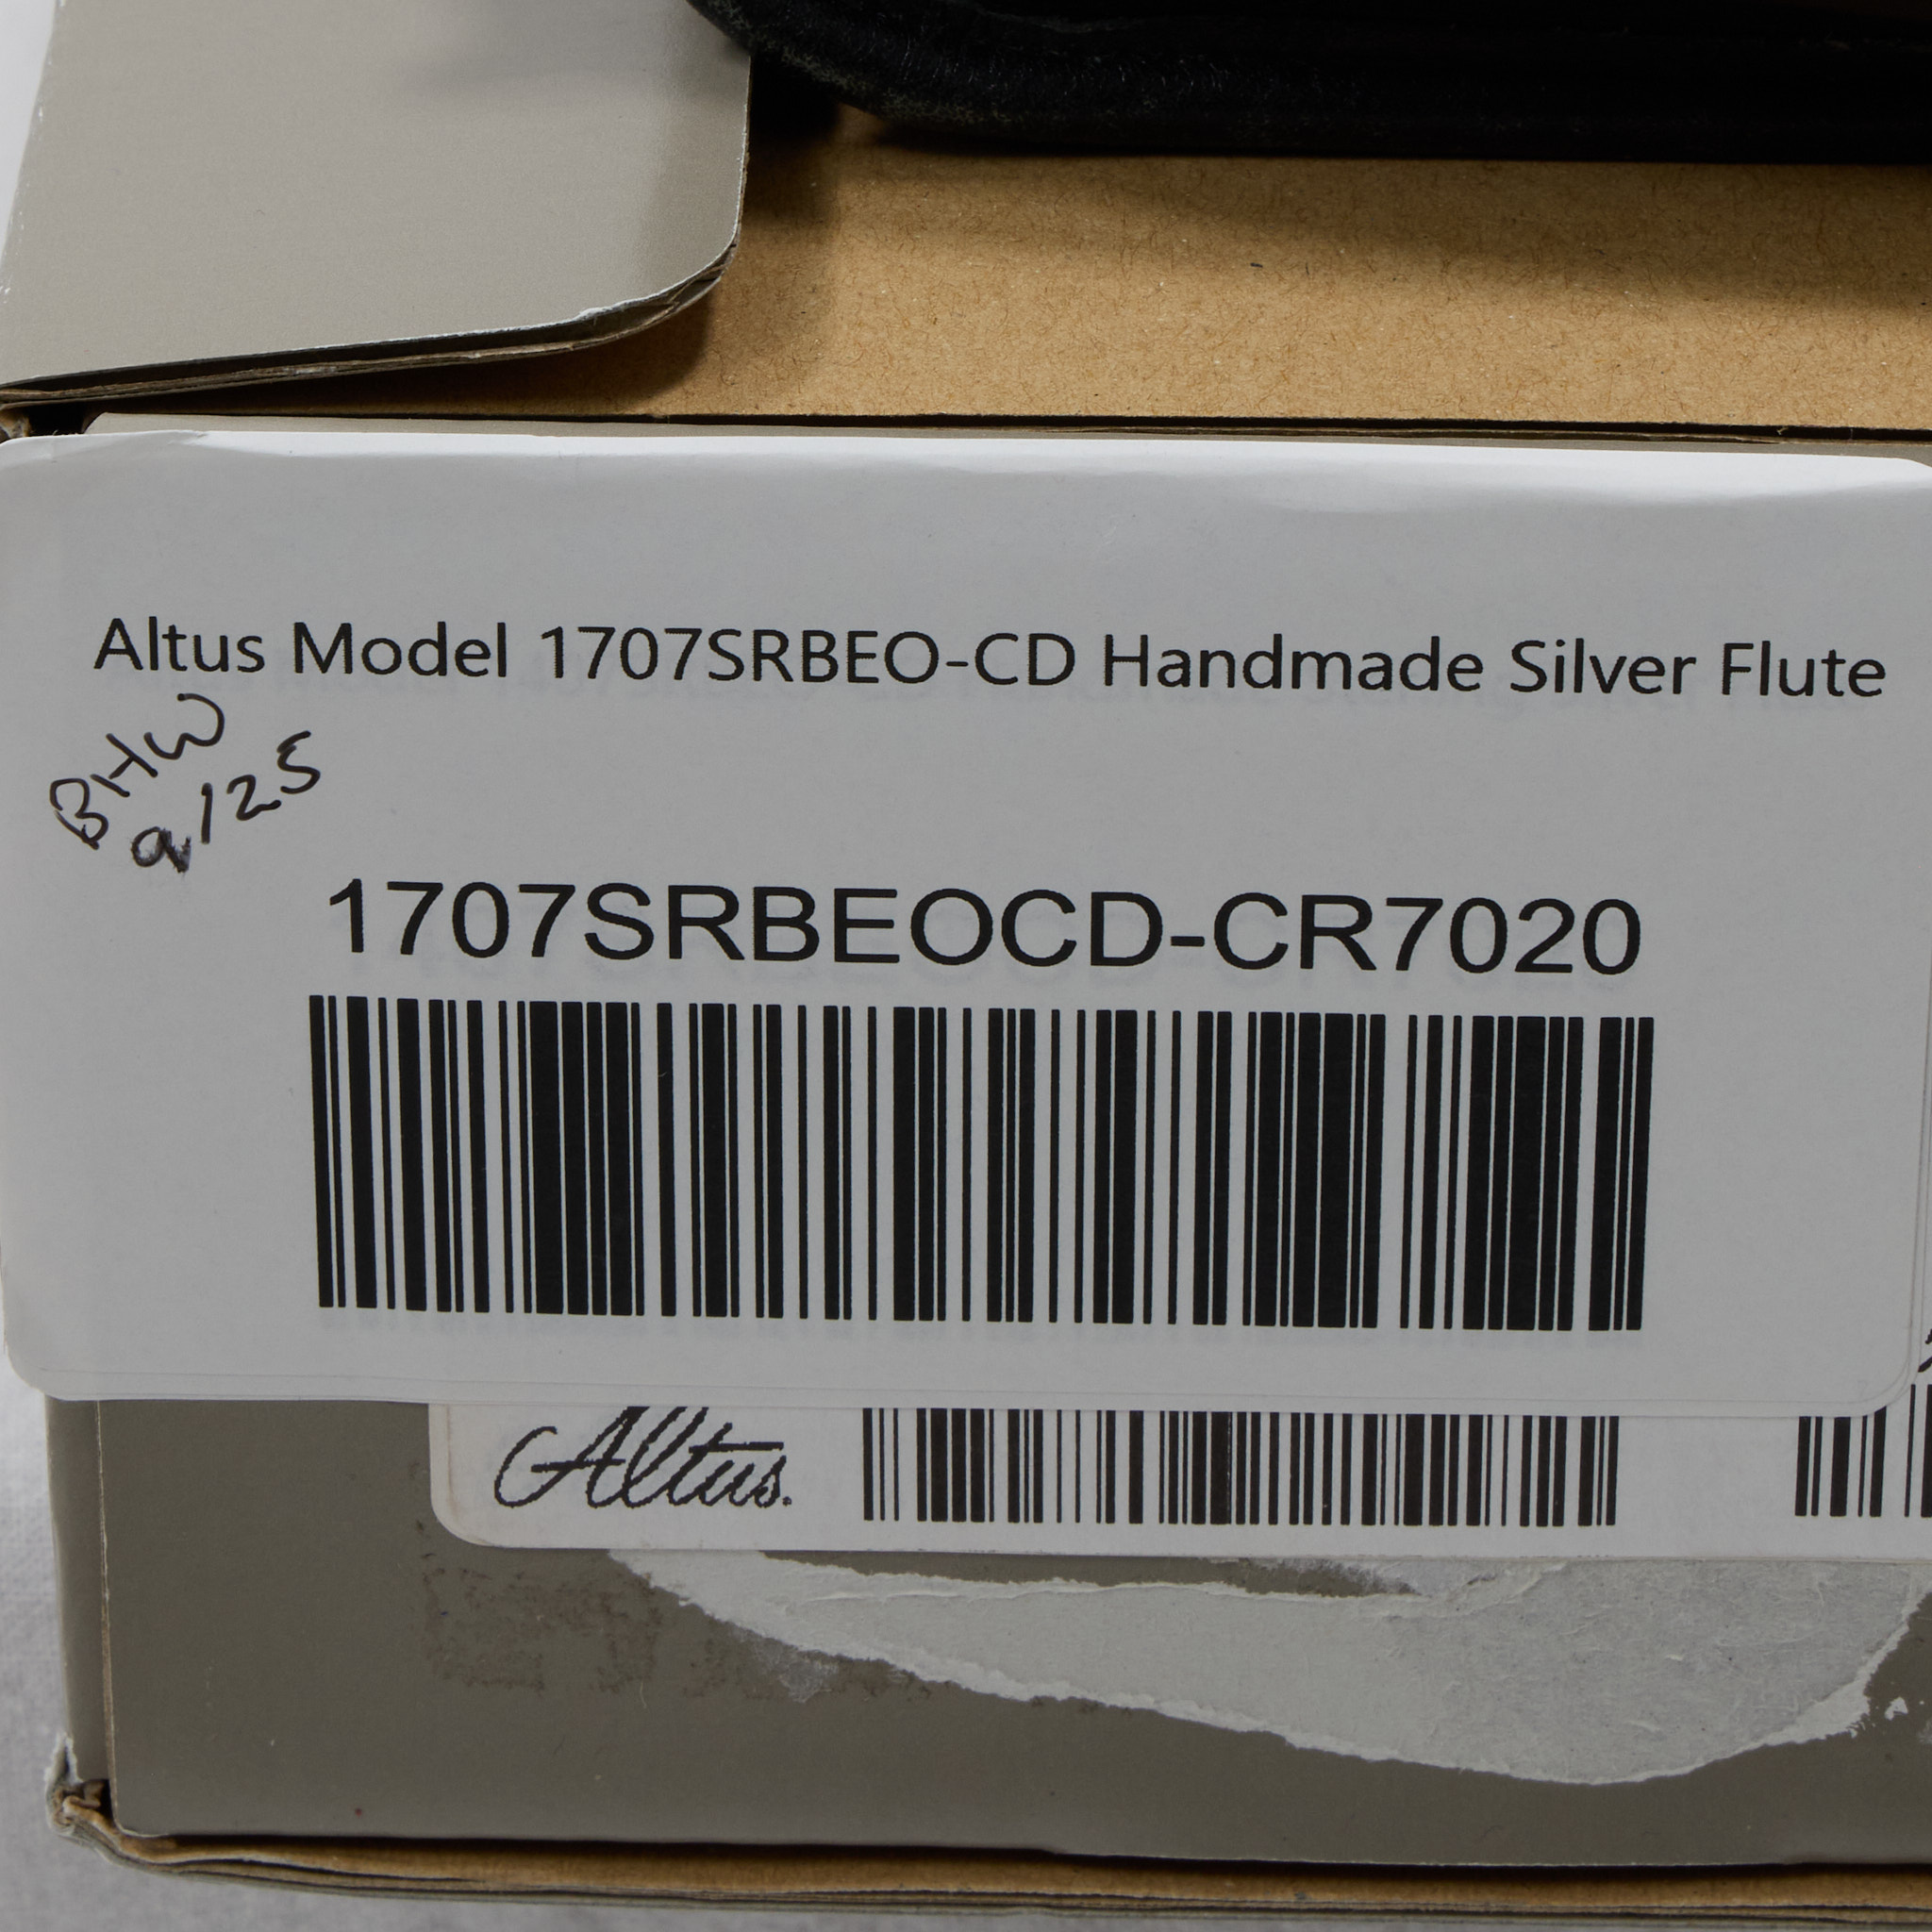 Altus Model 1707SRBEO-CD Handmade Silver Flute
BHW
9/25
1707SRBEOCD-CR7020
Altus.